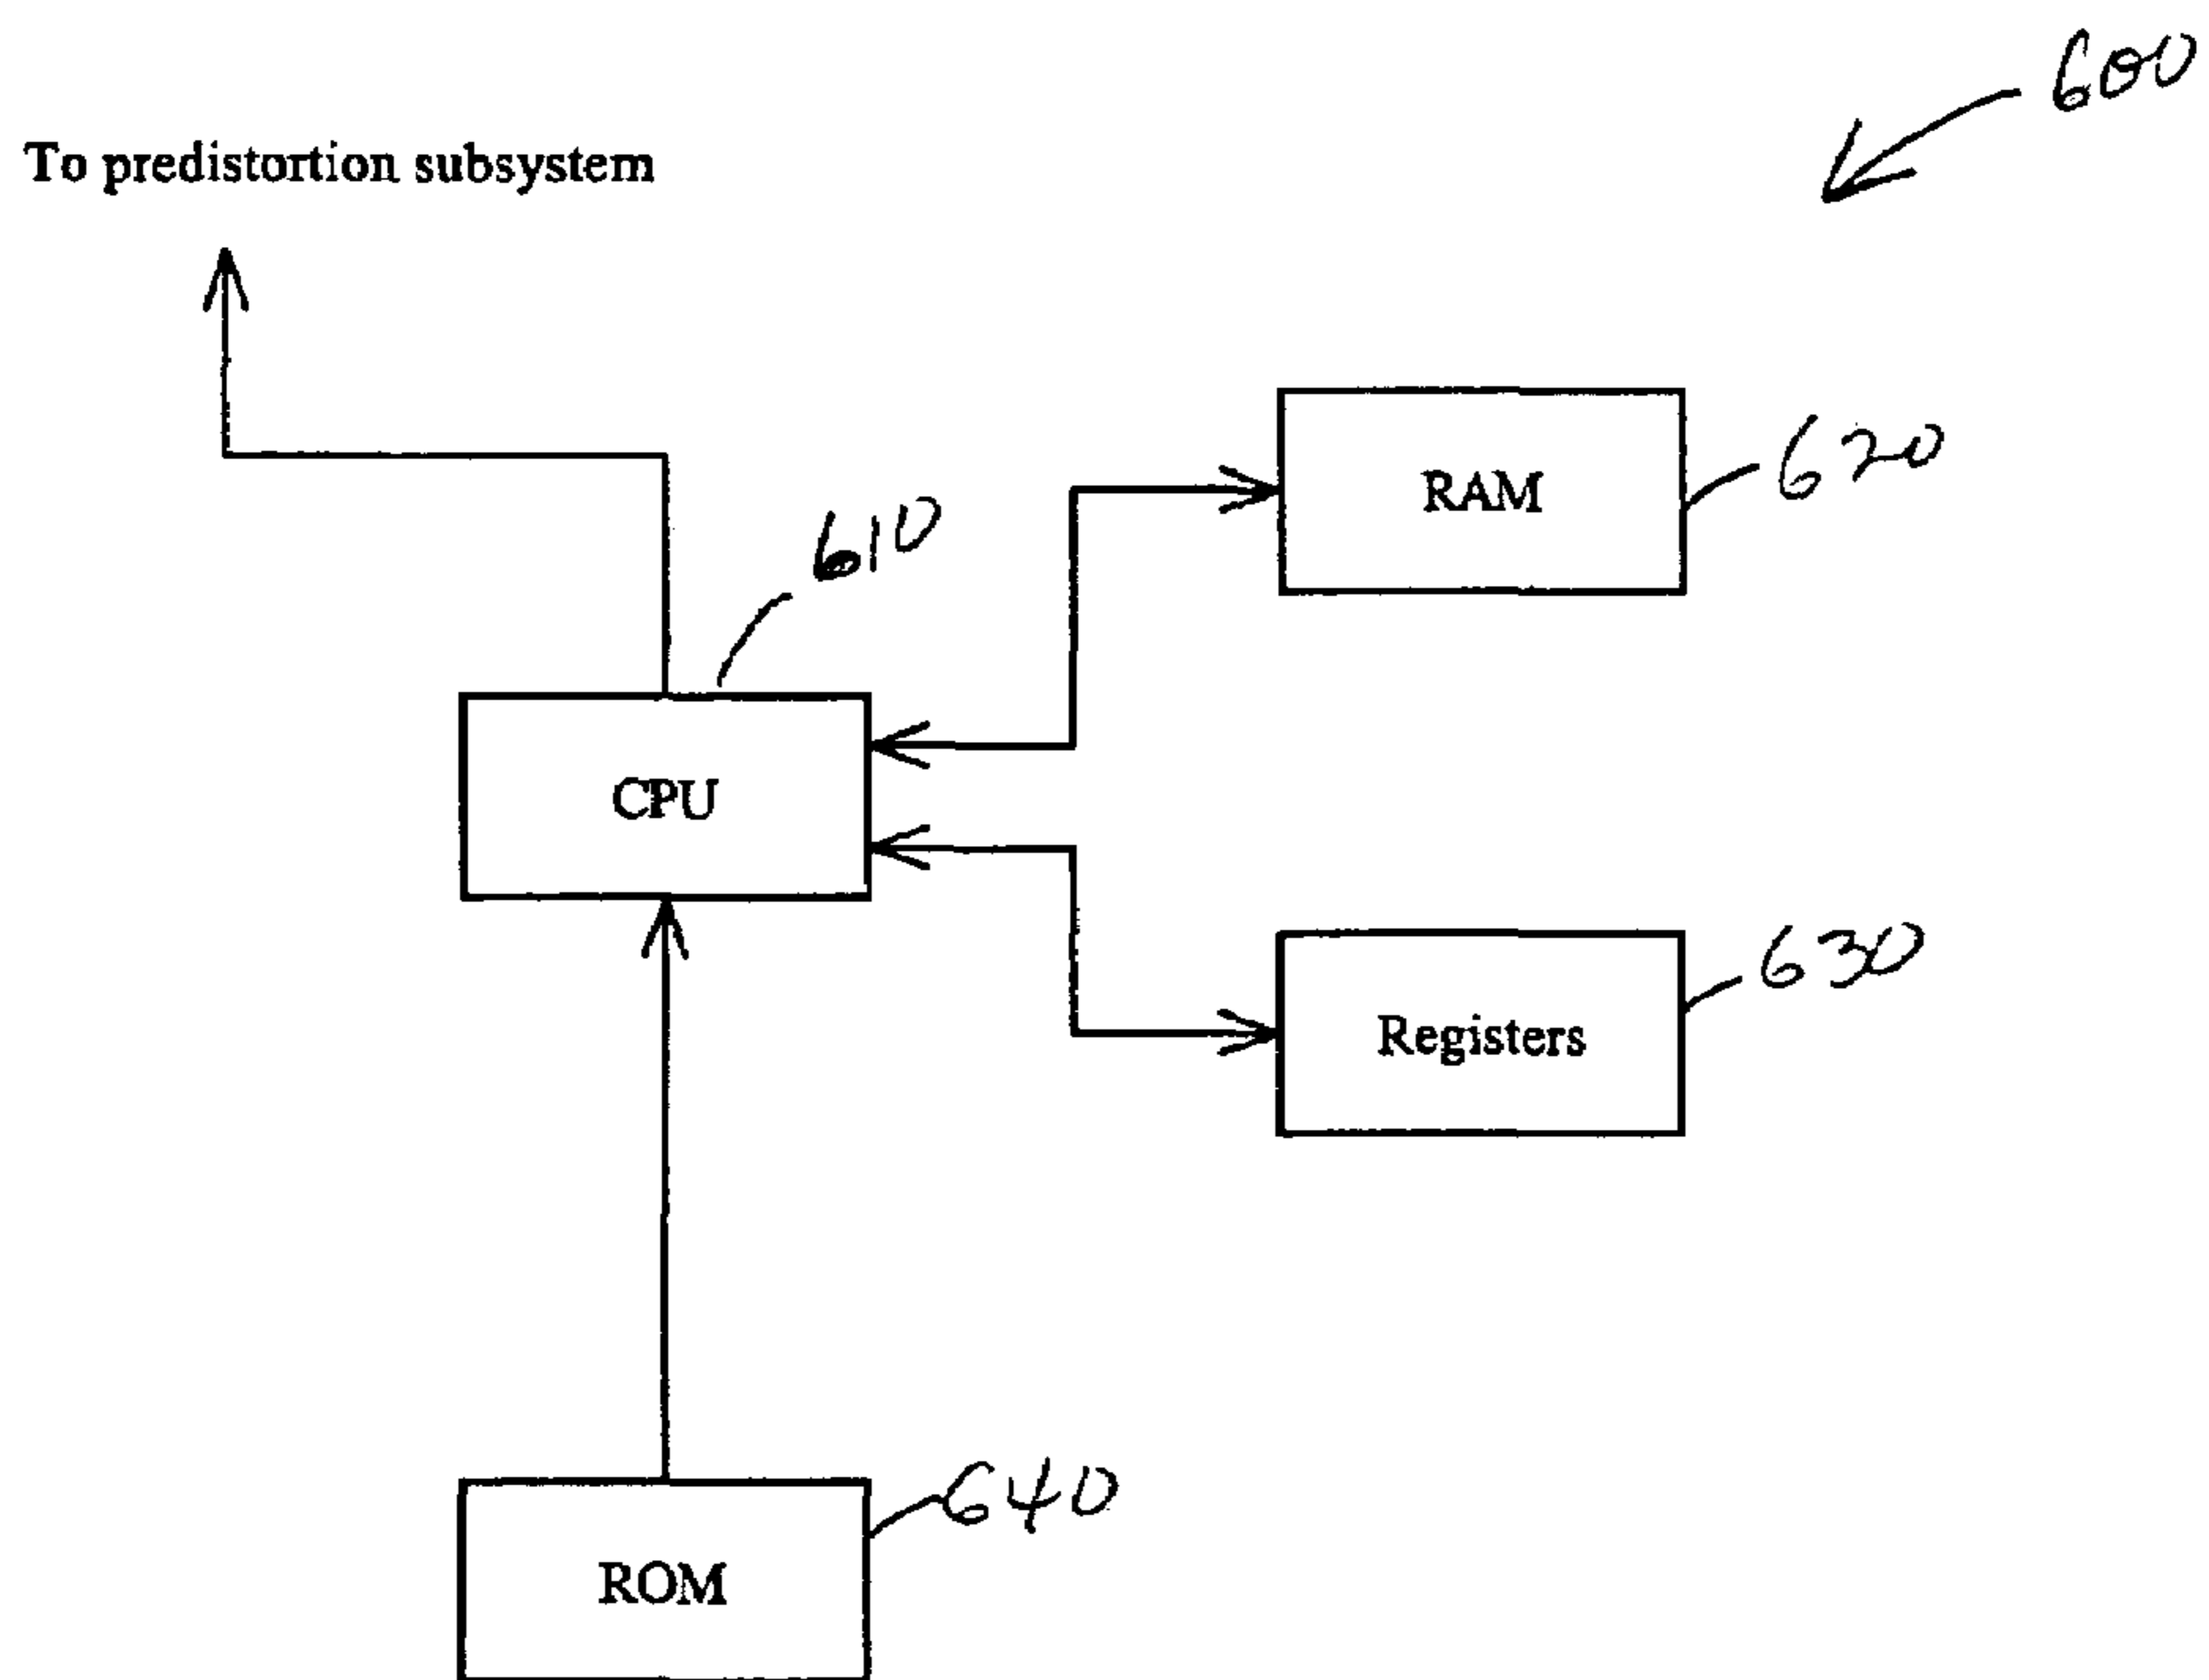 600
To predistortion subsystem
RAM
620
610
CPU
630
Registers
640
ROM